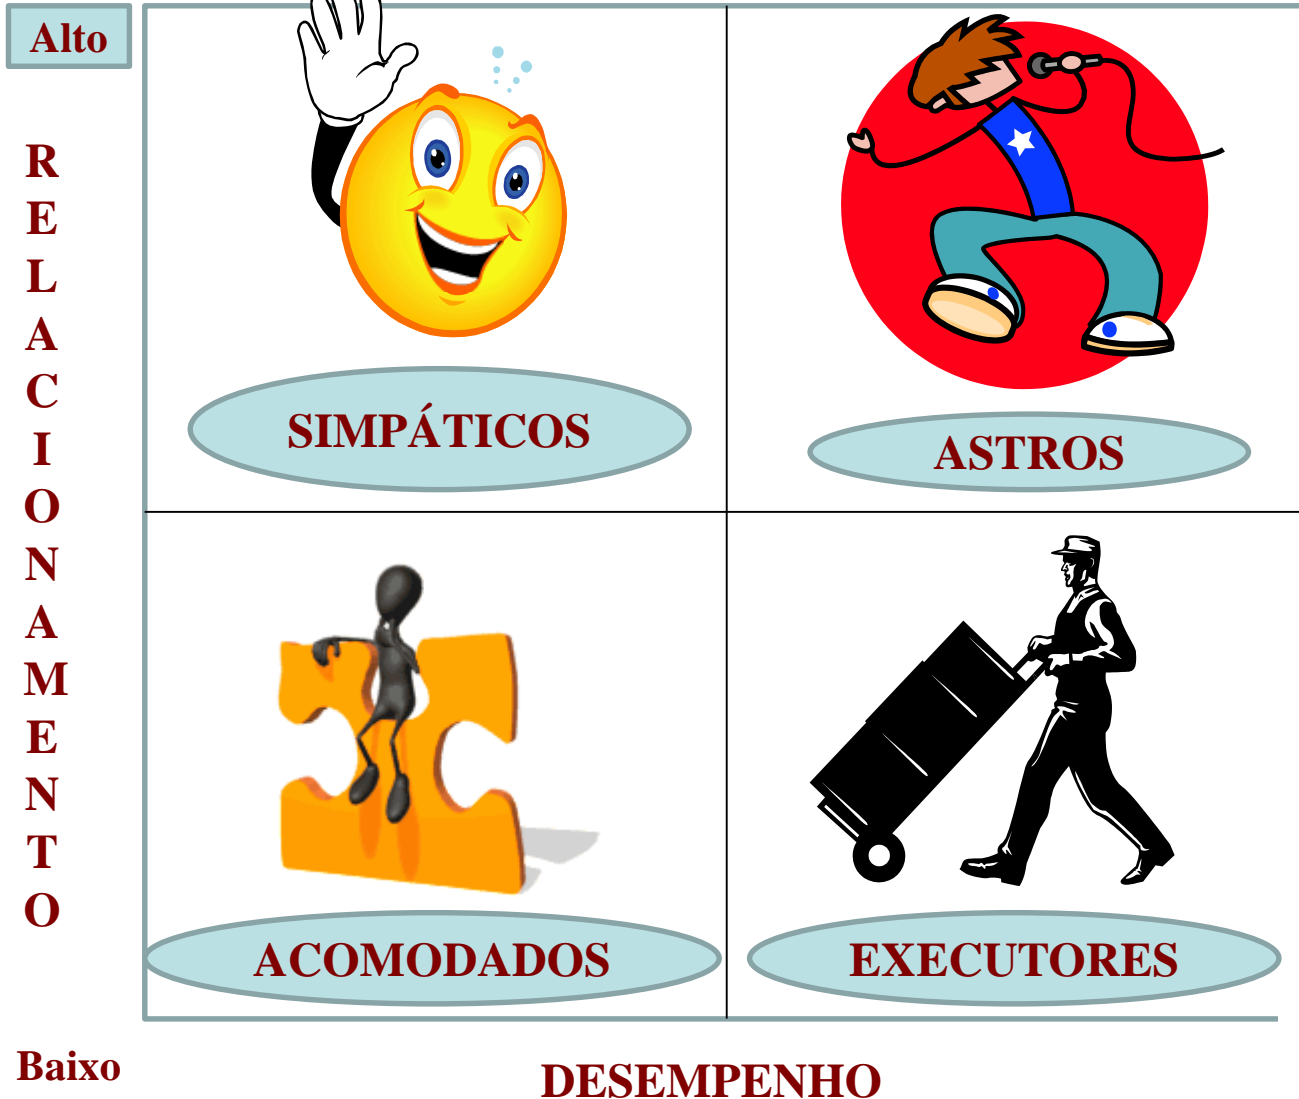 Alto
RELACIONAMENTO
SIMPÁTICOS
ASTROS
ACOMODADOS
EXECUTORES
Baixo
DESEMPENHO